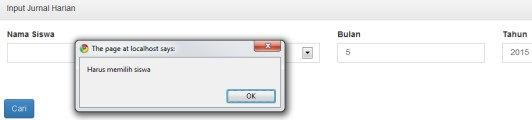 Input Jurnal Harian
Nama Siswa
Bulan
Tahun
The page at localhost says:
5
2015
Harus memilih siswa
OK
Cari